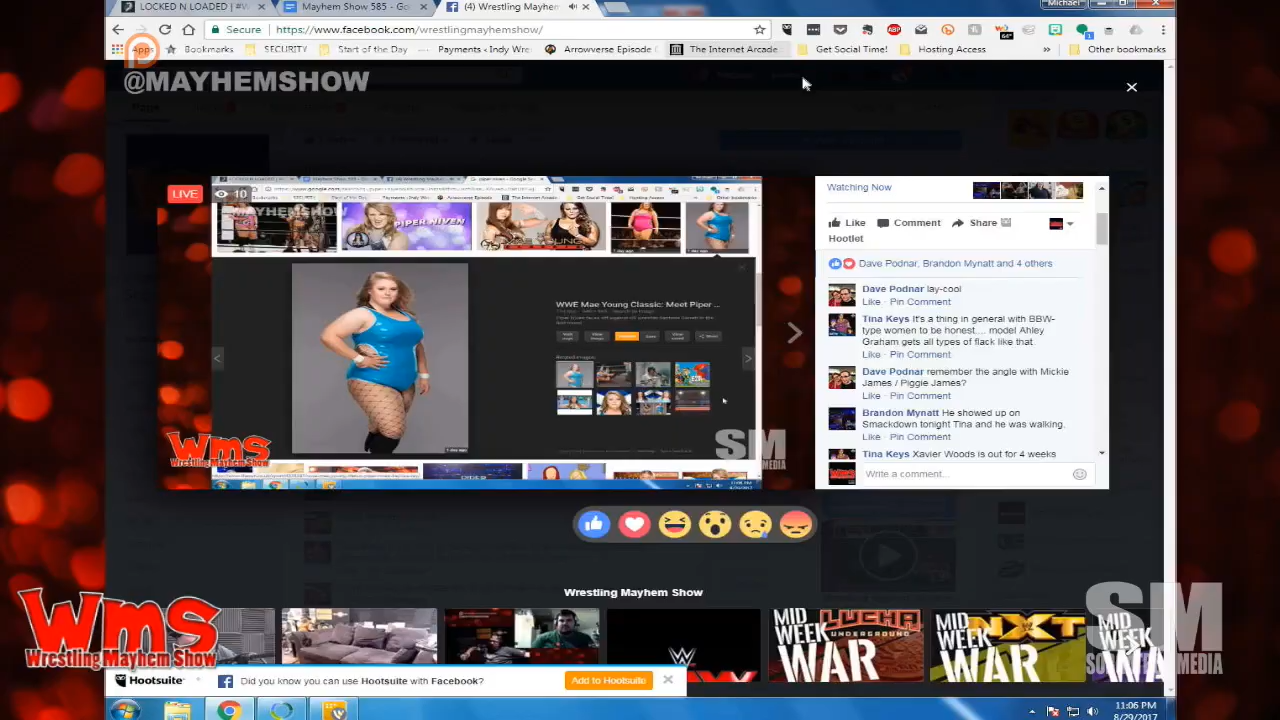 LOCKED N LOADED | #W
Mayhem Show 585 - Go
(4) Wrestling Mayhem
Michael
Secure
https://www.facebook.com/wrestlingmayhemshow/
Apps
Bookmarks
SECURITY
Start of the Day
Payments ‹ Indy Wre
Arrowverse Episode
The Internet Arcade
Get Social Time!
Hosting Access
»
Other bookmarks
@MAYHEMSHOW
LIVE
10
PIPER NIVEN
WWE Mae Young Classic: Meet Piper ...
Related images:
WMS
Wrestling Mayhem Show
SM
Watching Now
Like Comment Share
Hootlet
Dave Podnar, Brandon Mynatt and 4 others
Dave Podnar lay-cool
Like · Pin Comment
Tina Keys It's a thing in general with BBW-
type women to be honest.... model Ahley
Graham gets all types of flack like that.
Like · Pin Comment
Dave Podnar remember the angle with Mickie
James / Piggie James?
Like · Pin Comment
Brandon Mynatt He showed up on
Smackdown tonight Tina and he was walking.
Like · Pin Comment
Tina Keys Xavier Woods is out for 4 weeks
Write a comment...
Wrestling Mayhem Show
MID WEEK WAR
LUCHA UNDERGROUND
MID WEEK WAR
NXT
MID WEEK WAR
WMS
Wrestling Mayhem Show
SM
Hootsuite
Did you know you can use Hootsuite with Facebook?
Add to Hootsuite
11:06 PM
8/29/2017